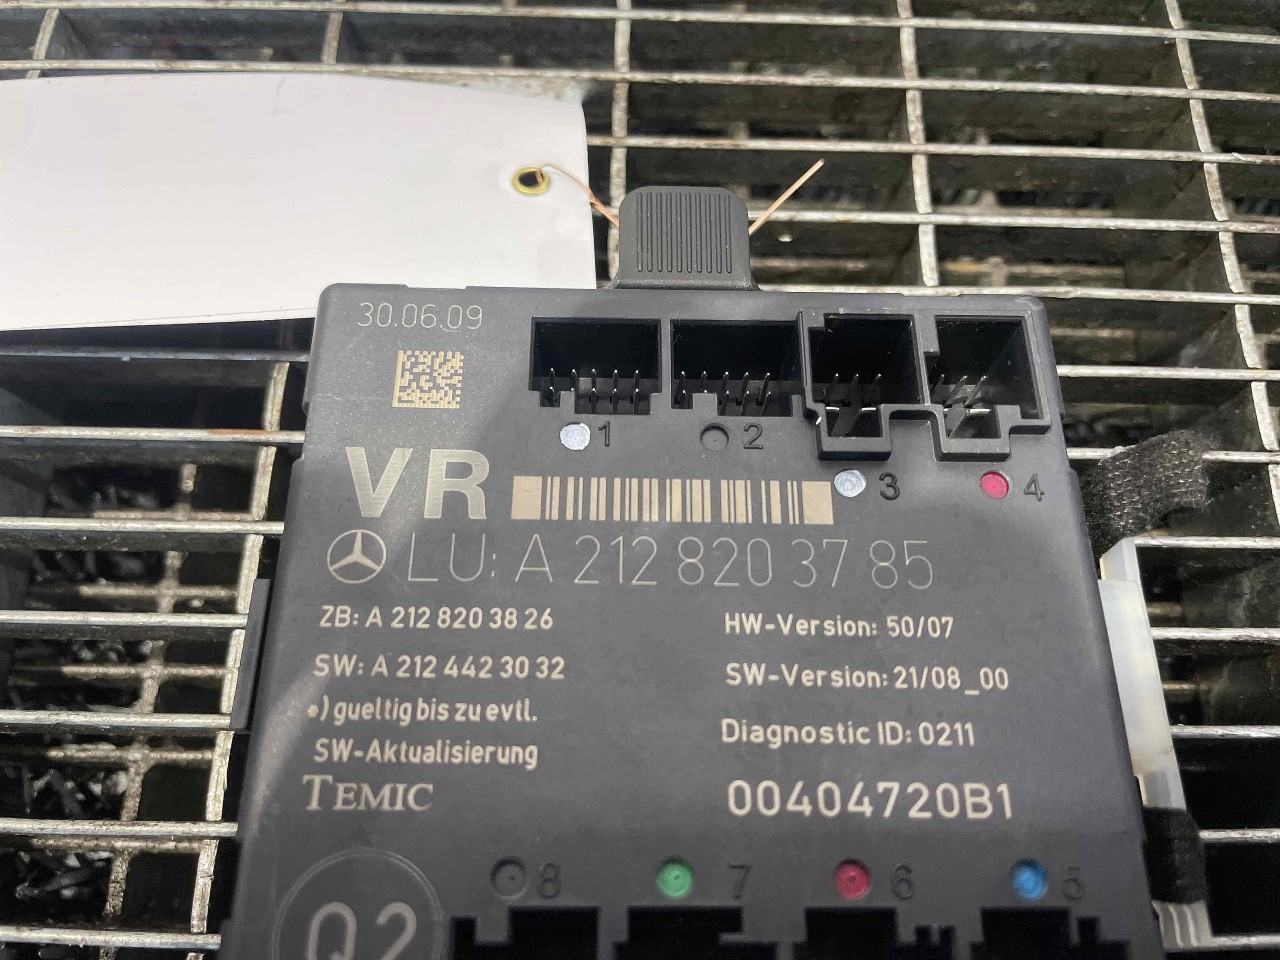 30.06.09
1
2
3
4
VR
LU: A 212 820 37 85
ZB: A 212 820 38 26
SW: A 212 442 30 32
*) gueltig bis zu evtl.
SW-Aktualisierung
TEMIC
HW-Version: 50/07
SW-Version: 21/08_00
Diagnostic ID: 0211
00404720B1
8
7
6
5
Q2